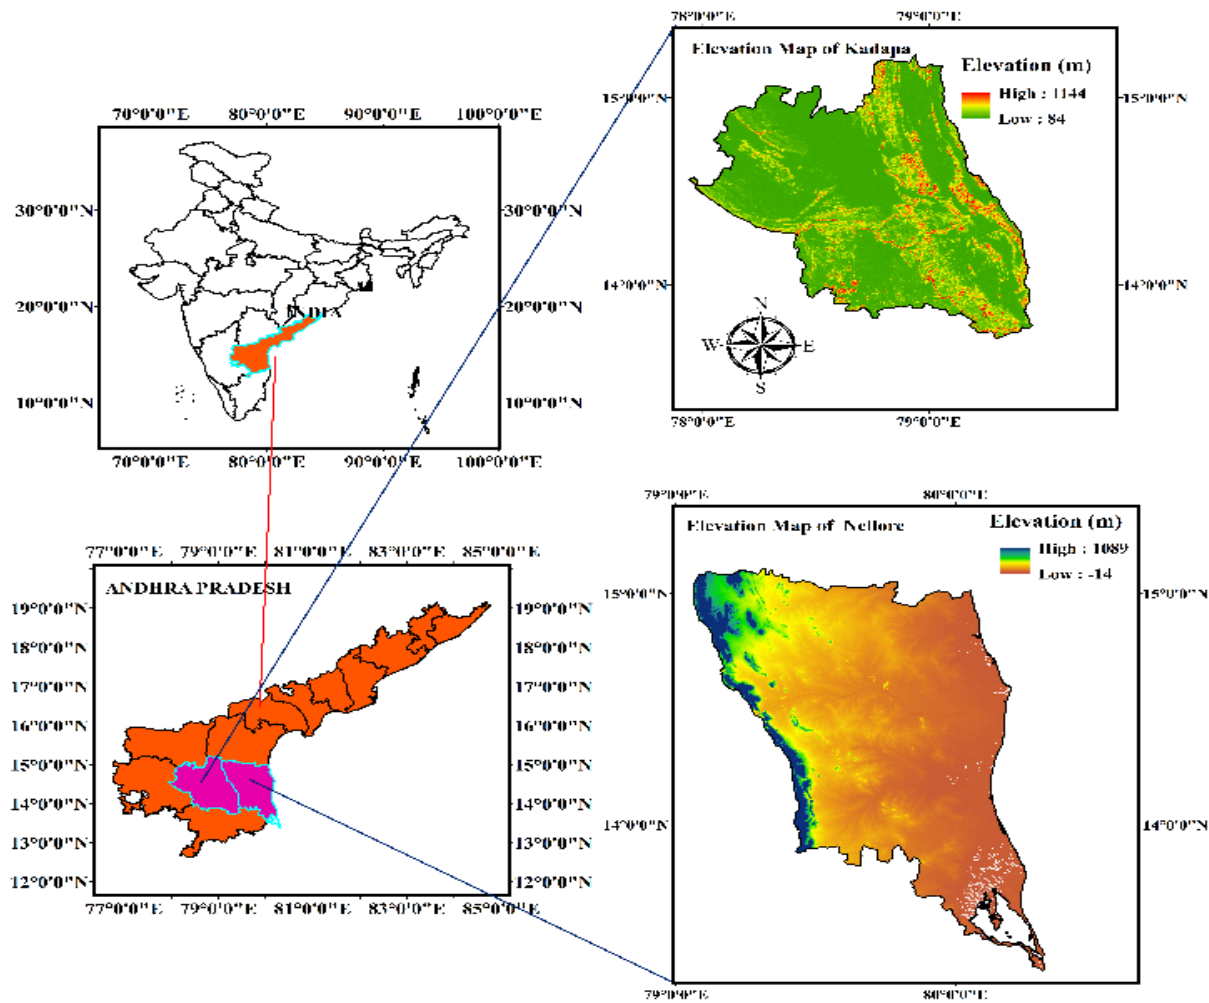 70°0'0"E 80°0'0"E 90°0'0"E 100°0'0"E
30°0'0"N 30°0'0"N
20°0'0"N 20°0'0"N
INDIA
10°0'0"N 10°0'0"N
70°0'0"E 80°0'0"E 90°0'0"E 100°0'0"E
78°0'0"E 79°0'0"E
Elevation Map of Kadapa
Elevation (m)
High : 1144
Low : 84
15°0'0"N 15°0'0"N
14°0'0"N 14°0'0"N
N
W E
S
78°0'0"E 79°0'0"E
77°0'0"E 79°0'0"E 81°0'0"E 83°0'0"E 85°0'0"E
ANDHRA PRADESH
19°0'0"N 19°0'0"N
18°0'0"N 18°0'0"N
17°0'0"N 17°0'0"N
16°0'0"N 16°0'0"N
15°0'0"N 15°0'0"N
14°0'0"N 14°0'0"N
13°0'0"N 13°0'0"N
12°0'0"N 12°0'0"N
77°0'0"E 79°0'0"E 81°0'0"E 83°0'0"E 85°0'0"E
79°0'0"E 80°0'0"E
Elevation Map of Nellore
Elevation (m)
High : 1089
Low : -14
15°0'0"N 15°0'0"N
14°0'0"N 14°0'0"N
79°0'0"E 80°0'0"E